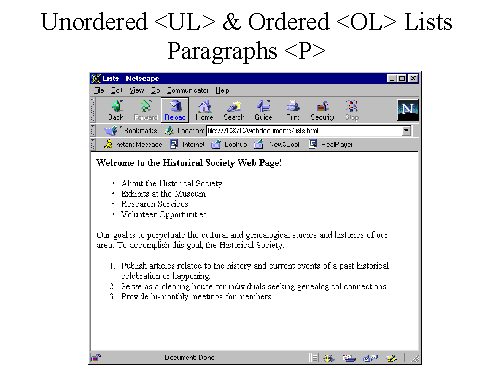 Unordered <UL> & Ordered <OL> Lists
Paragraphs <P>
Lists - Netscape
File Edit View Go Communicator Help
Back Forward Reload Home Search Guide Print Security Stop
Bookmarks Location:
Instant Message Internet Lookup New&Cool RealPlayer
Welcome to the Historical Society Web Page!
• About the Historical Society
• Exhibits at the Museum
• Research Services
• Volunteer Opportunities
Our goal is to perpetuate the cultural and genealogical studies and histories of our
area. To accomplish this goal, the Historical Society:
1. Publish articles related to the history and current events of a past historical
celebration or happening.
2. Serve as a clearing house for individuals seeking genealogical connections.
3. Provide bi-monthly meetings for members.
Document: Done